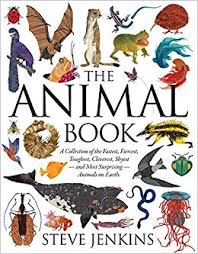 THE
ANIMAL
BOOK
A Collection of the Fastest, Fiercest,
Toughest, Cleverest, Shyest
— and Most Surprising —
Animals on Earth
STEVE JENKINS